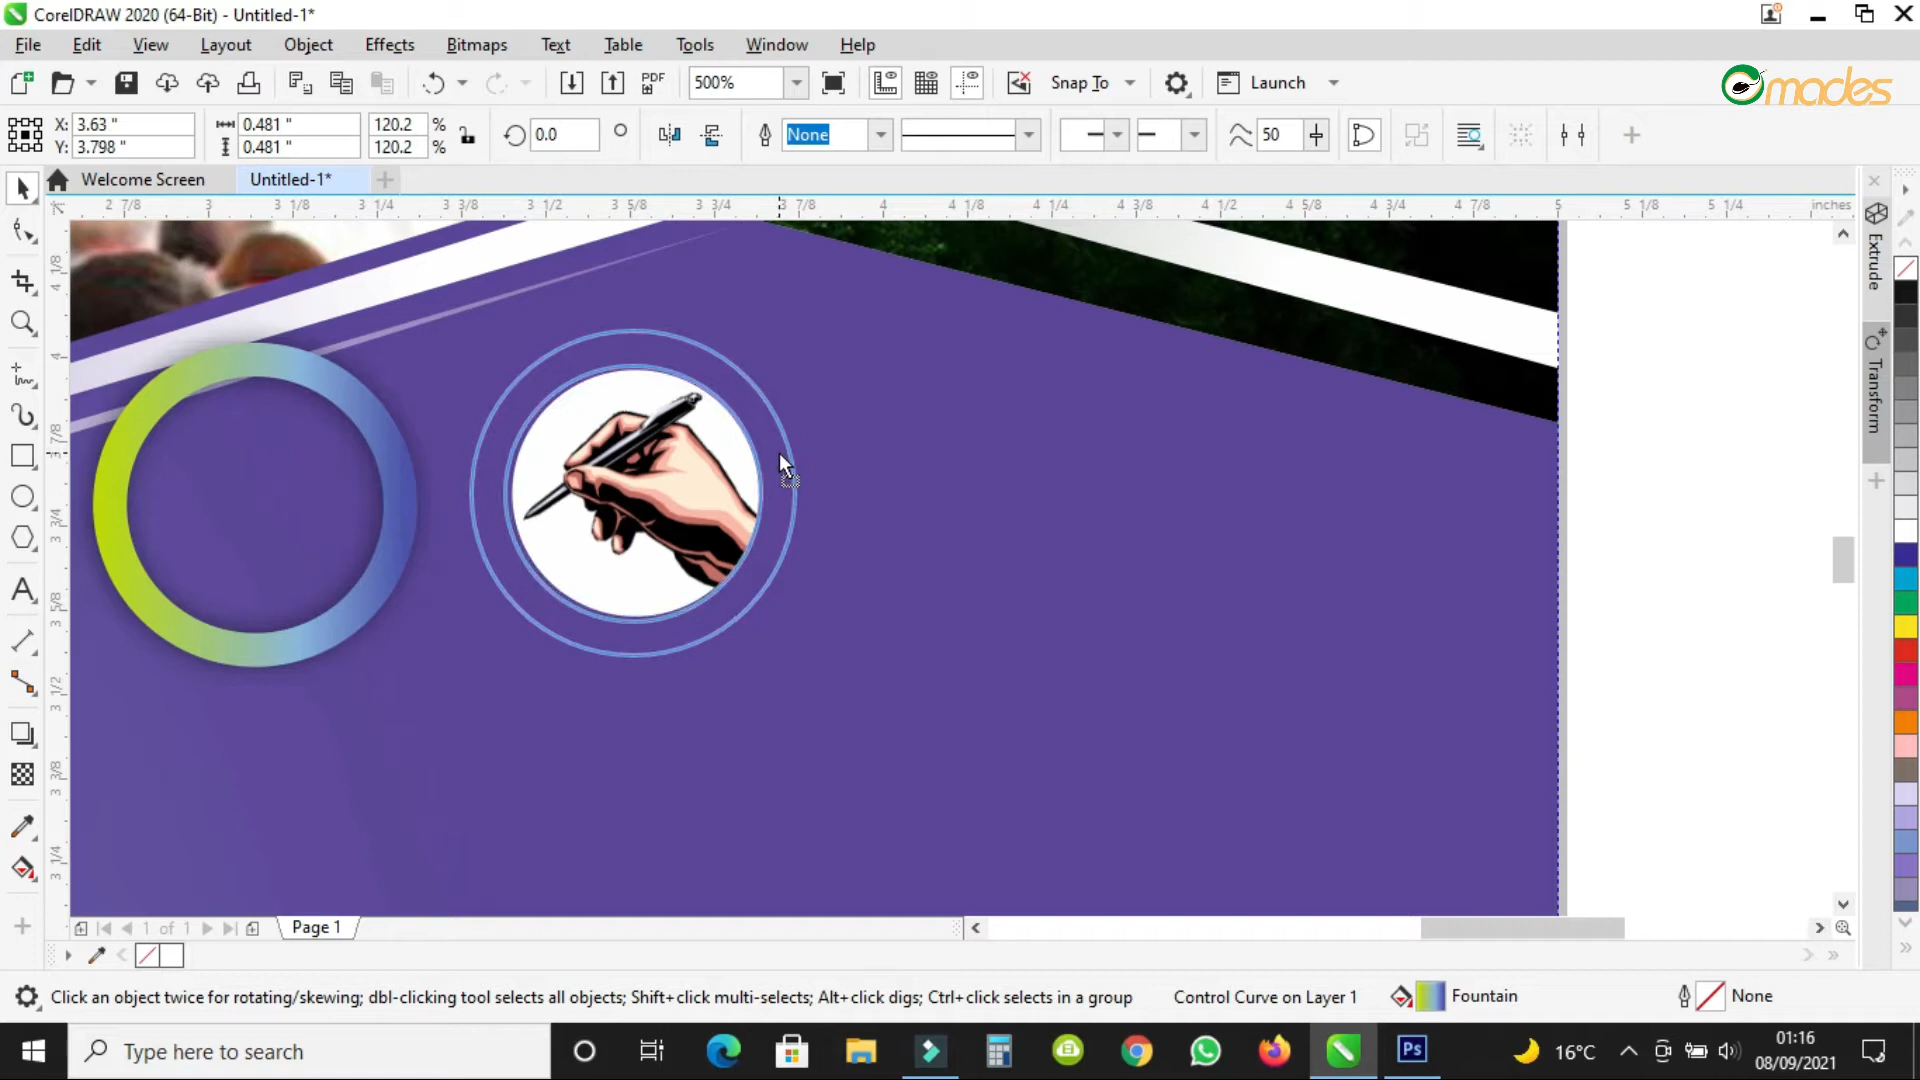 CorelDRAW 2020 (64-Bit) - Untitled-1*
File Edit View Layout Object Effects Bitmaps Text Table Tools Window Help
PDF 500% Snap To Launch
madеs
X: 3.63 " 0.481 " 120.2 % 0.0 ° None 50
Y: 3.798 " 0.481 " 120.2 %
Welcome Screen Untitled-1*
2 7/8 3 3 1/8 3 1/4 3 3/8 3 1/2 3 5/8 3 3/4 3 7/8 4 4 1/8 4 1/4 4 3/8 4 1/2 4 5/8 4 3/4 4 7/8 5 5 1/8 5 1/4 inches
Extrude
Transform
1 of 1 Page 1
Click an object twice for rotating/skewing; dbl-clicking tool selects all objects; Shift+click multi-selects; Alt+click digs; Ctrl+click selects in a group Control Curve on Layer 1 Fountain None
Type here to search Ps 16°C 01:16
08/09/2021